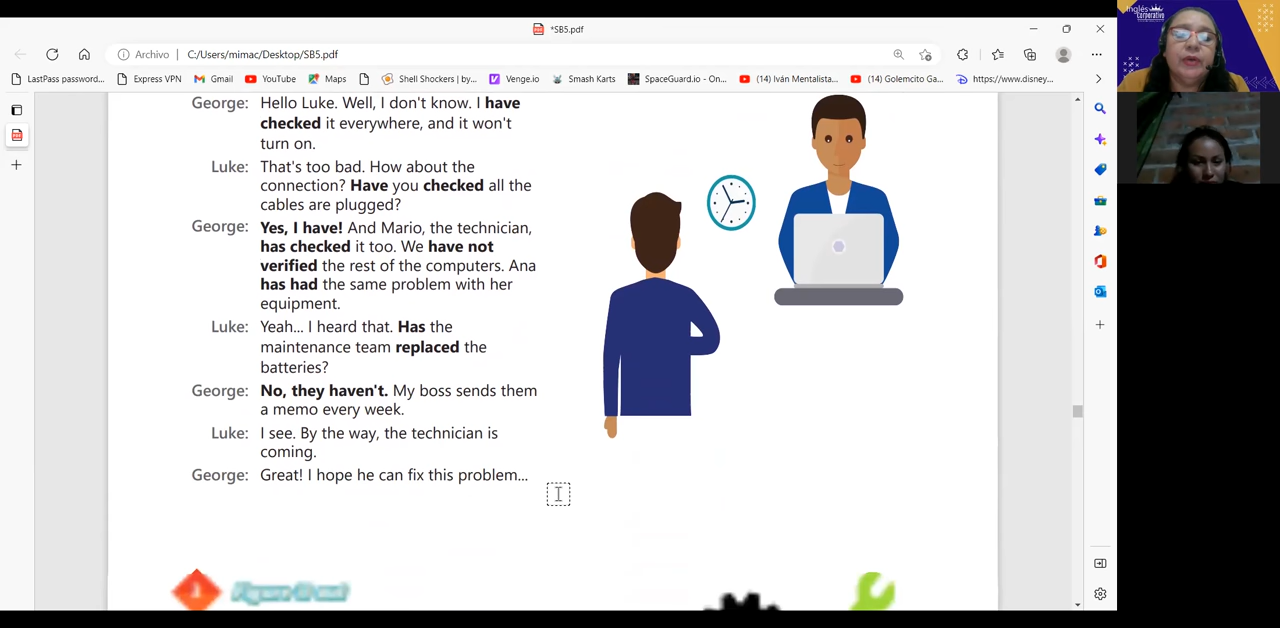 *SB5.pdf
Inglés
Corporativo
Archivo | C:/Users/mimac/Desktop/SB5.pdf
LastPass password... Express VPN Gmail YouTube Maps Shell Shockers | by... Venge.io Smash Karts SpaceGuard.io - On... (14) Iván Mentalista... (14) Golemcito Ga... https://www.disney...
George: Hello Luke. Well, I don't know. I have
checked it everywhere, and it won't
turn on.
Luke: That's too bad. How about the
connection? Have you checked all the
cables are plugged?
George: Yes, I have! And Mario, the technician,
has checked it too. We have not
verified the rest of the computers. Ana
has had the same problem with her
equipment.
Luke: Yeah... I heard that. Has the
maintenance team replaced the
batteries?
George: No, they haven't. My boss sends them
a memo every week.
Luke: I see. By the way, the technician is
coming.
George: Great! I hope he can fix this problem...
Figure it out